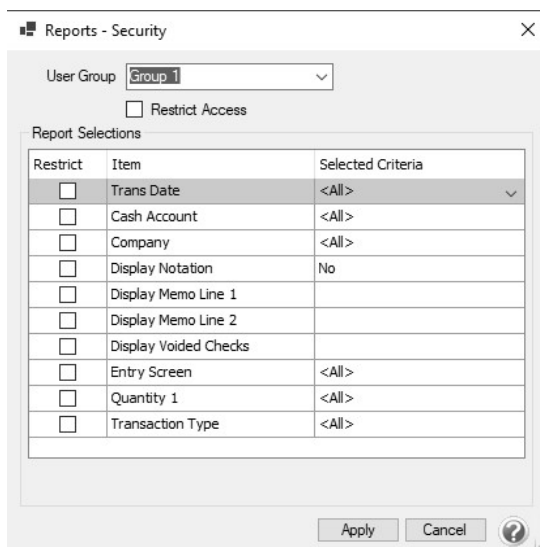 Reports - Security
User Group Group 1
Restrict Access
Report Selections
Restrict Item Selected Criteria
Trans Date <All>
Cash Account <All>
Company <All>
Display Notation No
Display Memo Line 1
Display Memo Line 2
Display Voided Checks
Entry Screen <All>
Quantity 1 <All>
Transaction Type <All>
Apply Cancel ?